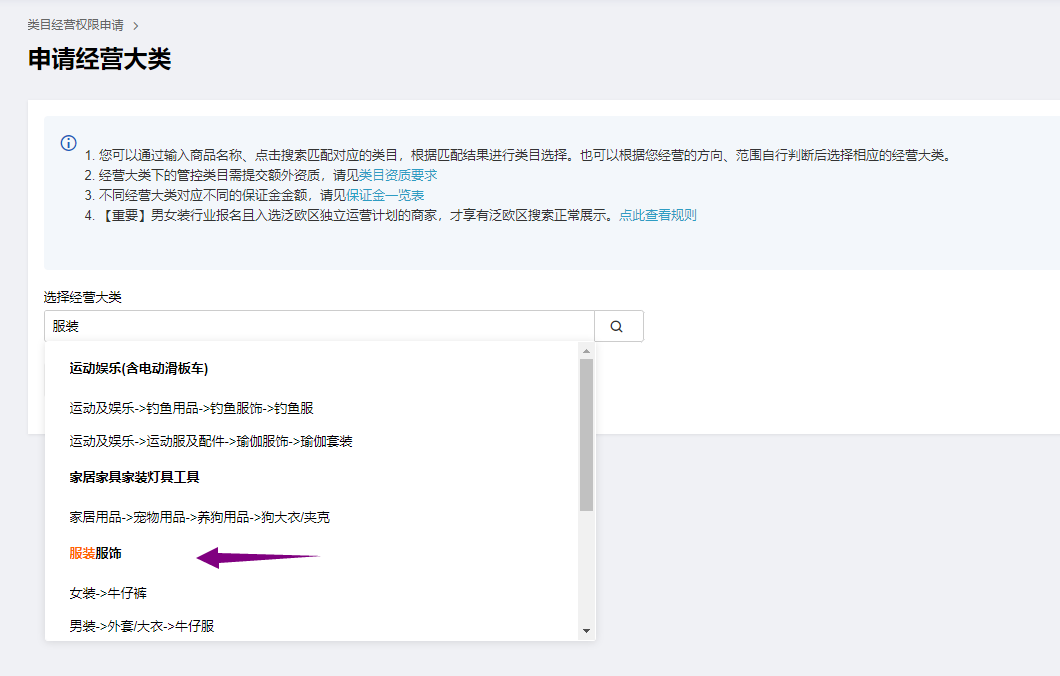 类目经营权限申请 >
申请经营大类
1. 您可以通过输入商品名称、点击搜索匹配对应的类目，根据匹配结果进行类目选择。也可以根据您经营的方向、范围自行判断后选择相应的经营大类。
2. 经营大类下的管控类目需提交额外资质，请见类目资质要求
3. 不同经营大类对应不同的保证金金额，请见保证金一览表
4. 【重要】男女装行业报名且入选泛欧区独立运营计划的商家，才享有泛欧区搜索正常展示。点此查看规则
选择经营大类
服装
运动娱乐(含电动滑板车)
运动及娱乐->钓鱼用品->钓鱼服饰->钓鱼服
运动及娱乐->运动服及配件->瑜伽服饰->瑜伽套装
家居家具家装灯具工具
家居用品->宠物用品->养狗用品->狗大衣/夹克
服装服饰
女装->牛仔裤
男装->外套/大衣->牛仔服